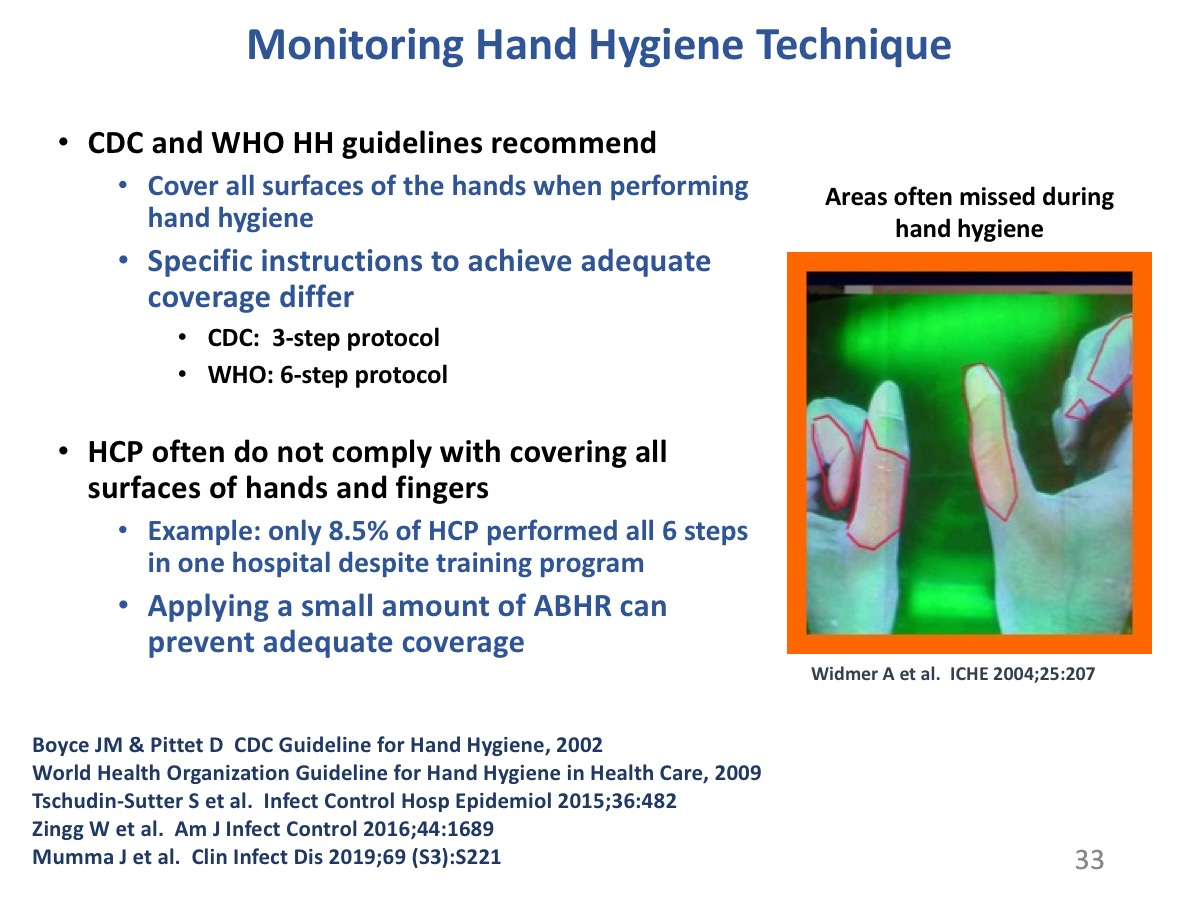 Monitoring Hand Hygiene Technique
• CDC and WHO HH guidelines recommend
• Cover all surfaces of the hands when performing
hand hygiene
• Specific instructions to achieve adequate
coverage differ
• CDC:  3-step protocol
• WHO: 6-step protocol
• HCP often do not comply with covering all
surfaces of hands and fingers
• Example: only 8.5% of HCP performed all 6 steps
in one hospital despite training program
• Applying a small amount of ABHR can
prevent adequate coverage
Areas often missed during
hand hygiene
Widmer A et al.  ICHE 2004;25:207
Boyce JM & Pittet D  CDC Guideline for Hand Hygiene, 2002
World Health Organization Guideline for Hand Hygiene in Health Care, 2009
Tschudin-Sutter S et al.  Infect Control Hosp Epidemiol 2015;36:482
Zingg W et al.  Am J Infect Control 2016;44:1689
Mumma J et al.  Clin Infect Dis 2019;69 (S3):S221
33